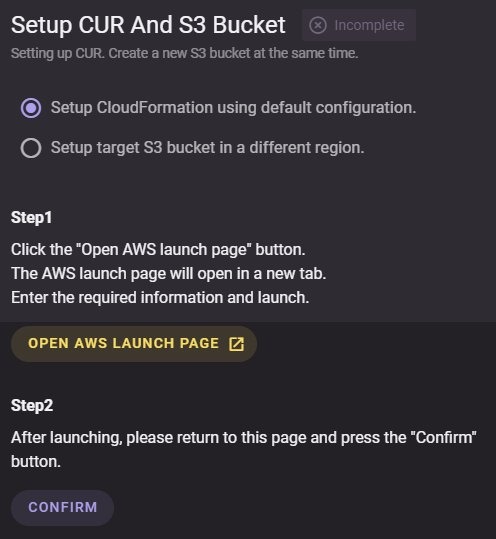 Setup CUR And S3 Bucket
Incomplete
Setting up CUR. Create a new S3 bucket at the same time.
Setup CloudFormation using default configuration.
Setup target S3 bucket in a different region.
Step1
Click the "Open AWS launch page" button.
The AWS launch page will open in a new tab.
Enter the required information and launch.
OPEN AWS LAUNCH PAGE
Step2
After launching, please return to this page and press the "Confirm"
button.
CONFIRM